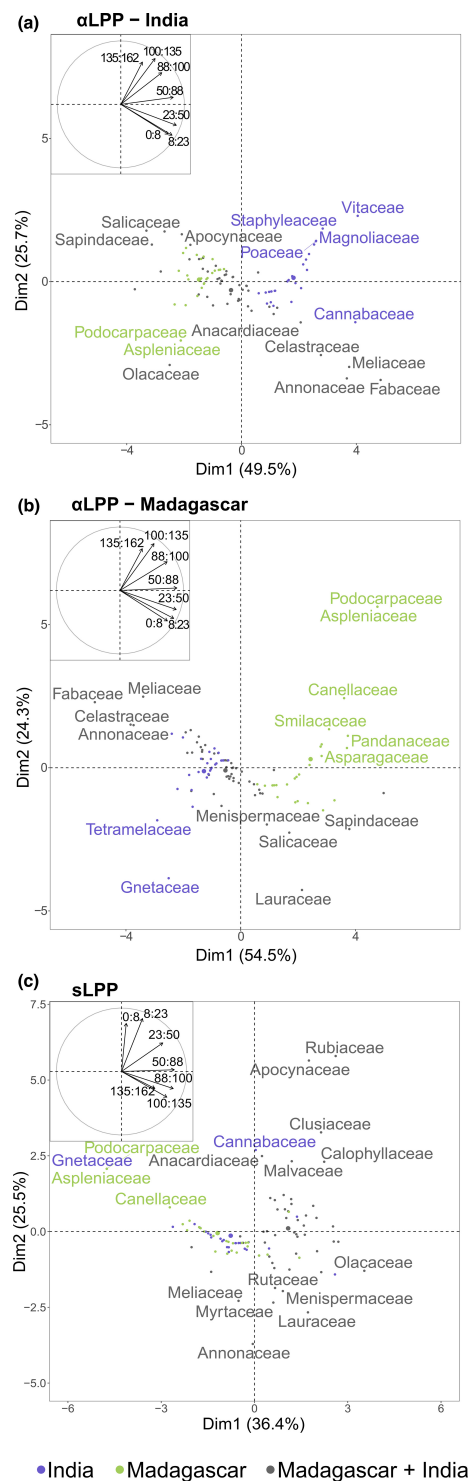 (a) αLPP − India
135:162
100:135
88:100
50:88
23:50
0:8
8:23
Salicaceae
Sapindaceae
Apocynaceae
Staphyleaceae
Vitaceae
Poaceae
Magnoliaceae
Cannabaceae
Podocarpaceae
Anacardiaceae
Aspleniaceae
Celastraceae
Olacaceae
Meliaceae
Annonaceae
Fabaceae
5
0
−5
−4
0
4
Dim2 (25.7%)
Dim1 (49.5%)
(b) αLPP − Madagascar
135:162
100:135
88:100
50:88
23:50
0:8
8:23
Podocarpaceae
Aspleniaceae
Fabaceae
Meliaceae
Canellaceae
Celastraceae
Smilacaceae
Annonaceae
Pandanaceae
Asparagaceae
Tetramelaceae
Menispermaceae
Sapindaceae
Salicaceae
Gnetaceae
Lauraceae
5
0
−5
−4
0
4
Dim2 (24.3%)
Dim1 (54.5%)
(c) sLPP
0:8
8:23
23:50
50:88
88:100
135:162
100:135
Rubiaceae
Apocynaceae
Clusiaceae
Podocarpaceae
Cannabaceae
Gnetaceae
Anacardiaceae
Calophyllaceae
Aspleniaceae
Malvaceae
Canellaceae
Olacaceae
Rutaceae
Meliaceae
Menispermaceae
Myrtaceae
Lauraceae
Annonaceae
7.5
5.0
2.5
0.0
−2.5
−5.0
−6
−3
0
3
6
Dim2 (25.5%)
Dim1 (36.4%)
India Madagascar Madagascar + India